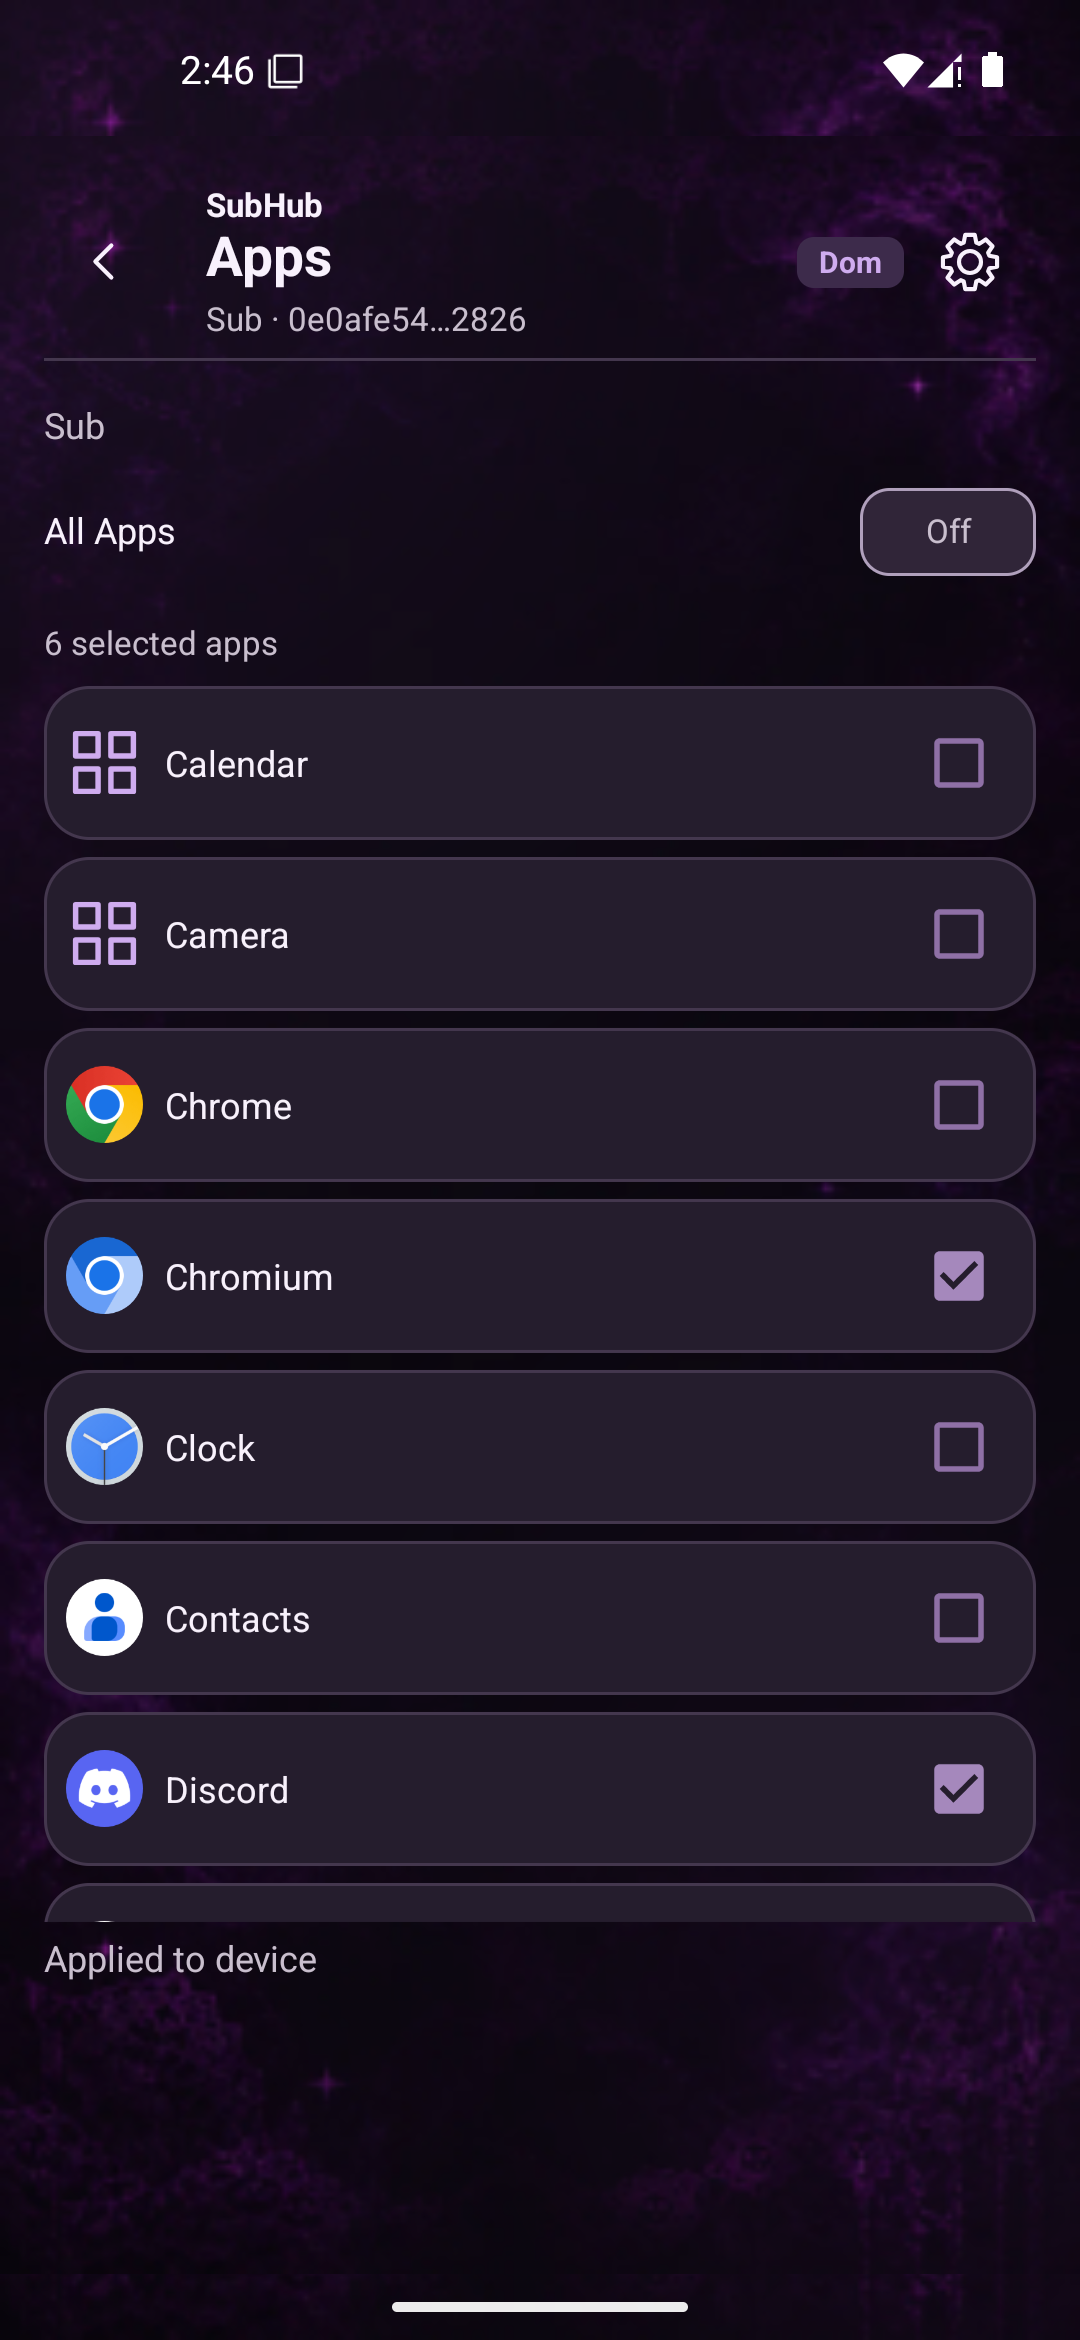 2:46
SubHub
Apps
Sub · 0e0afe54...2826
Dom
Sub
All Apps
Off
6 selected apps
Calendar
Camera
Chrome
Chromium
Clock
Contacts
Discord
Applied to device